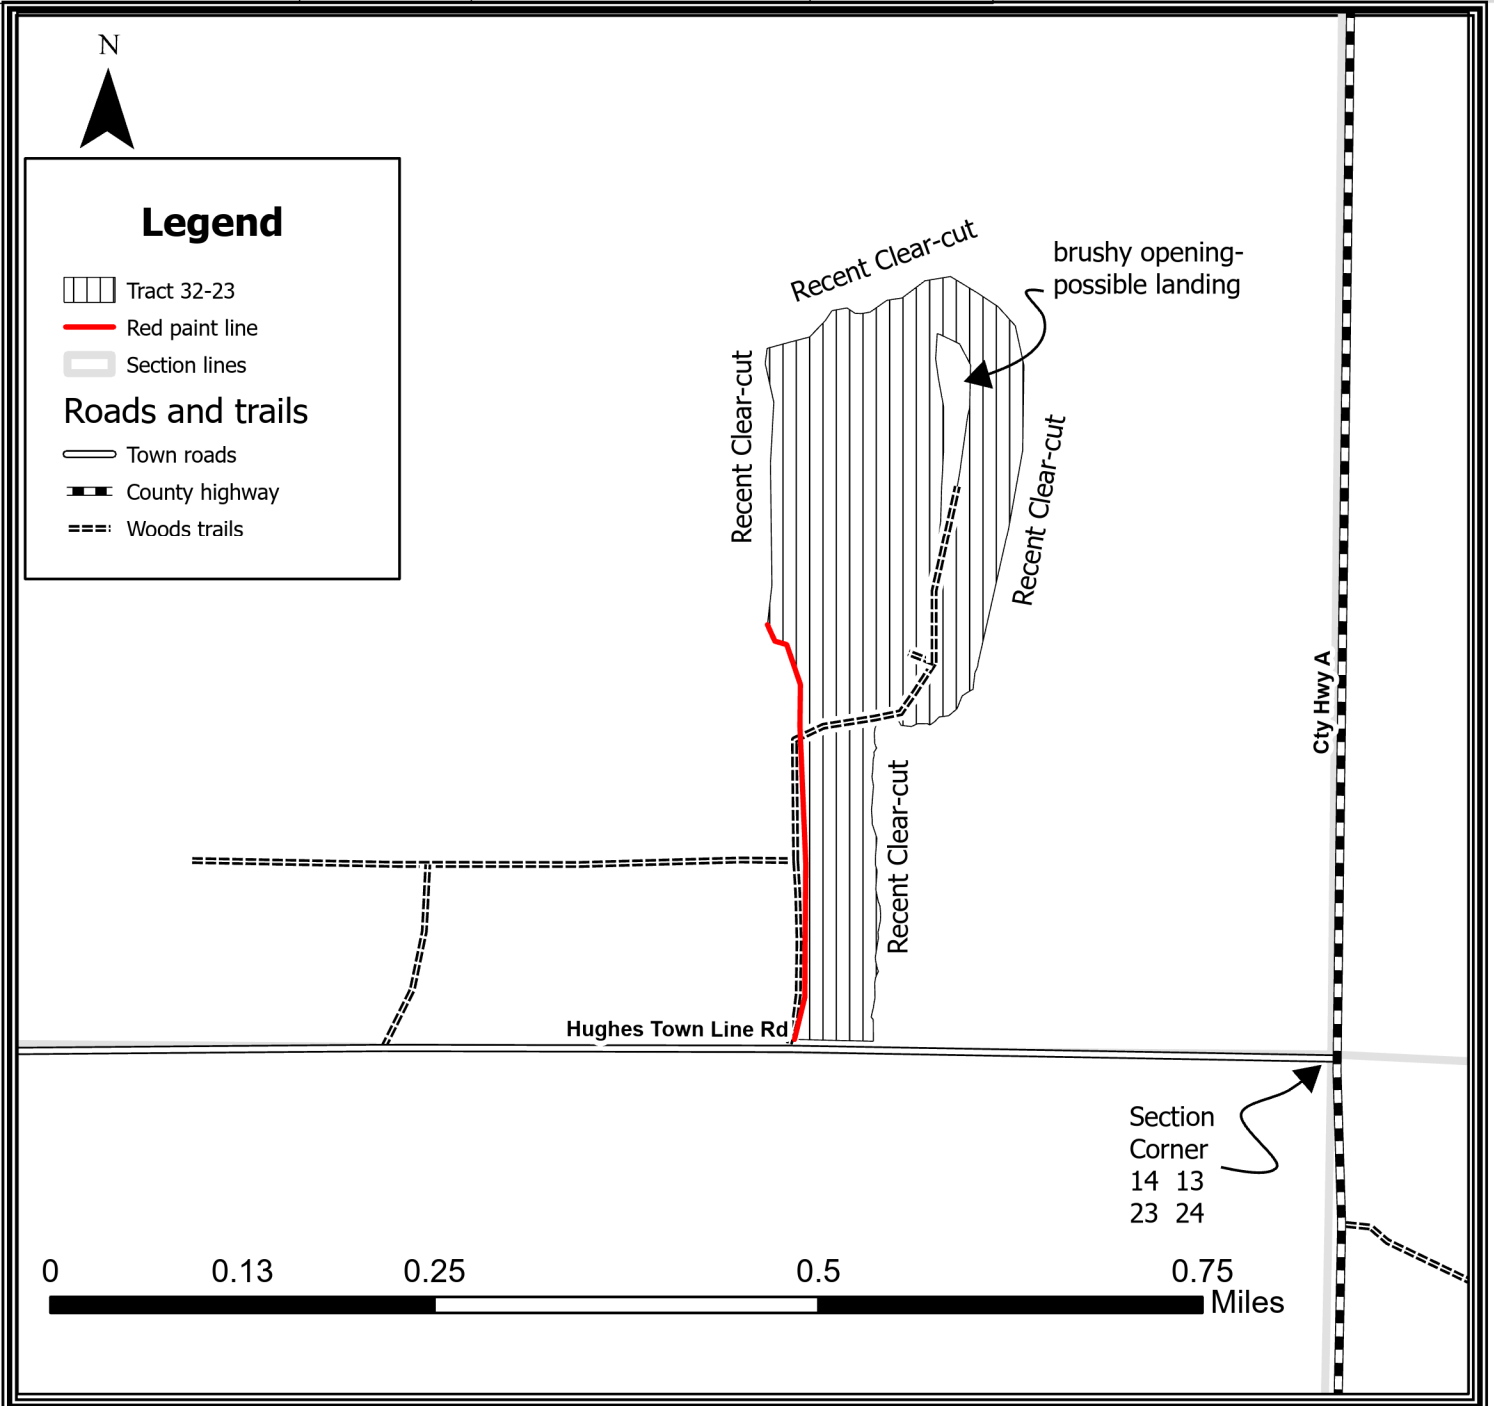 N
Legend
Tract 32-23
Red paint line
Section lines
Roads and trails
Town roads
County highway
Woods trails
Recent Clear-cut
brushy opening-
possible landing
Recent Clear-cut
Recent Clear-cut
Cty Hwy A
Recent Clear-cut
Hughes Town Line Rd
Section
Corner
14 13
23 24
0 0.13 0.25 0.5 0.75
Miles